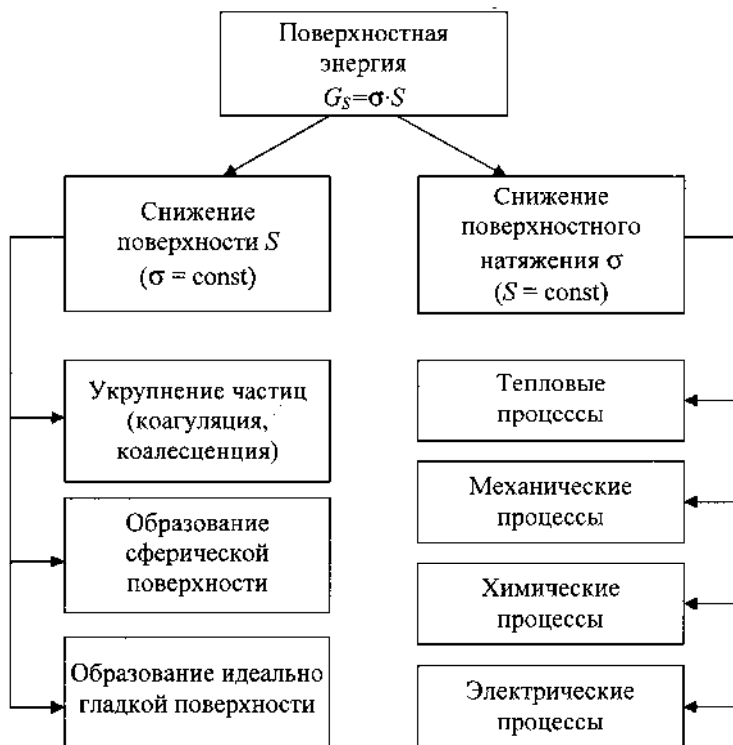 Поверхностная
энергия
G_S=σ·S
Снижение
поверхности S
(σ = const)
Снижение
поверхностного
натяжения σ
(S = const)
Укрупнение частиц
(коагуляция,
коалесценция)
Образование
сферической
поверхности
Образование идеально
гладкой поверхности
Тепловые
процессы
Механические
процессы
Химические
процессы
Электрические
процессы